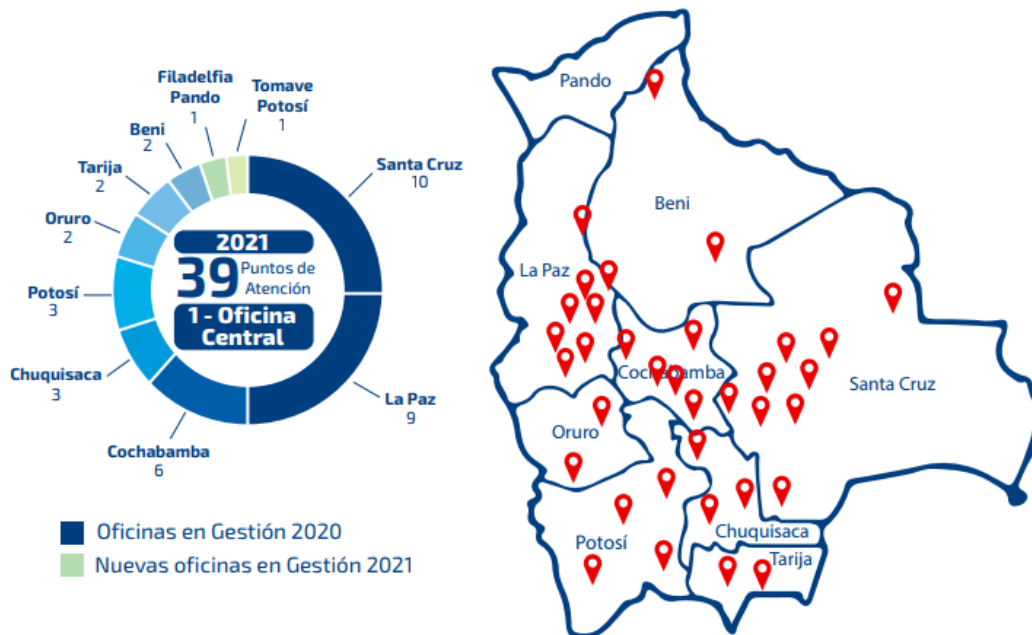 Filadelfia
Pando
1
Tomave
Potosí
1
Beni
2
Tarija
2
Oruro
2
Potosí
3
Chuquisaca
3
Cochabamba
6
La Paz
9
Santa Cruz
10
2021
39 Puntos de
Atención
1 - Oficina
Central
Oficinas en Gestión 2020
Nuevas oficinas en Gestión 2021
Pando
Beni
La Paz
Cochabamba
Santa Cruz
Oruro
Potosí
Chuquisaca
Tarija